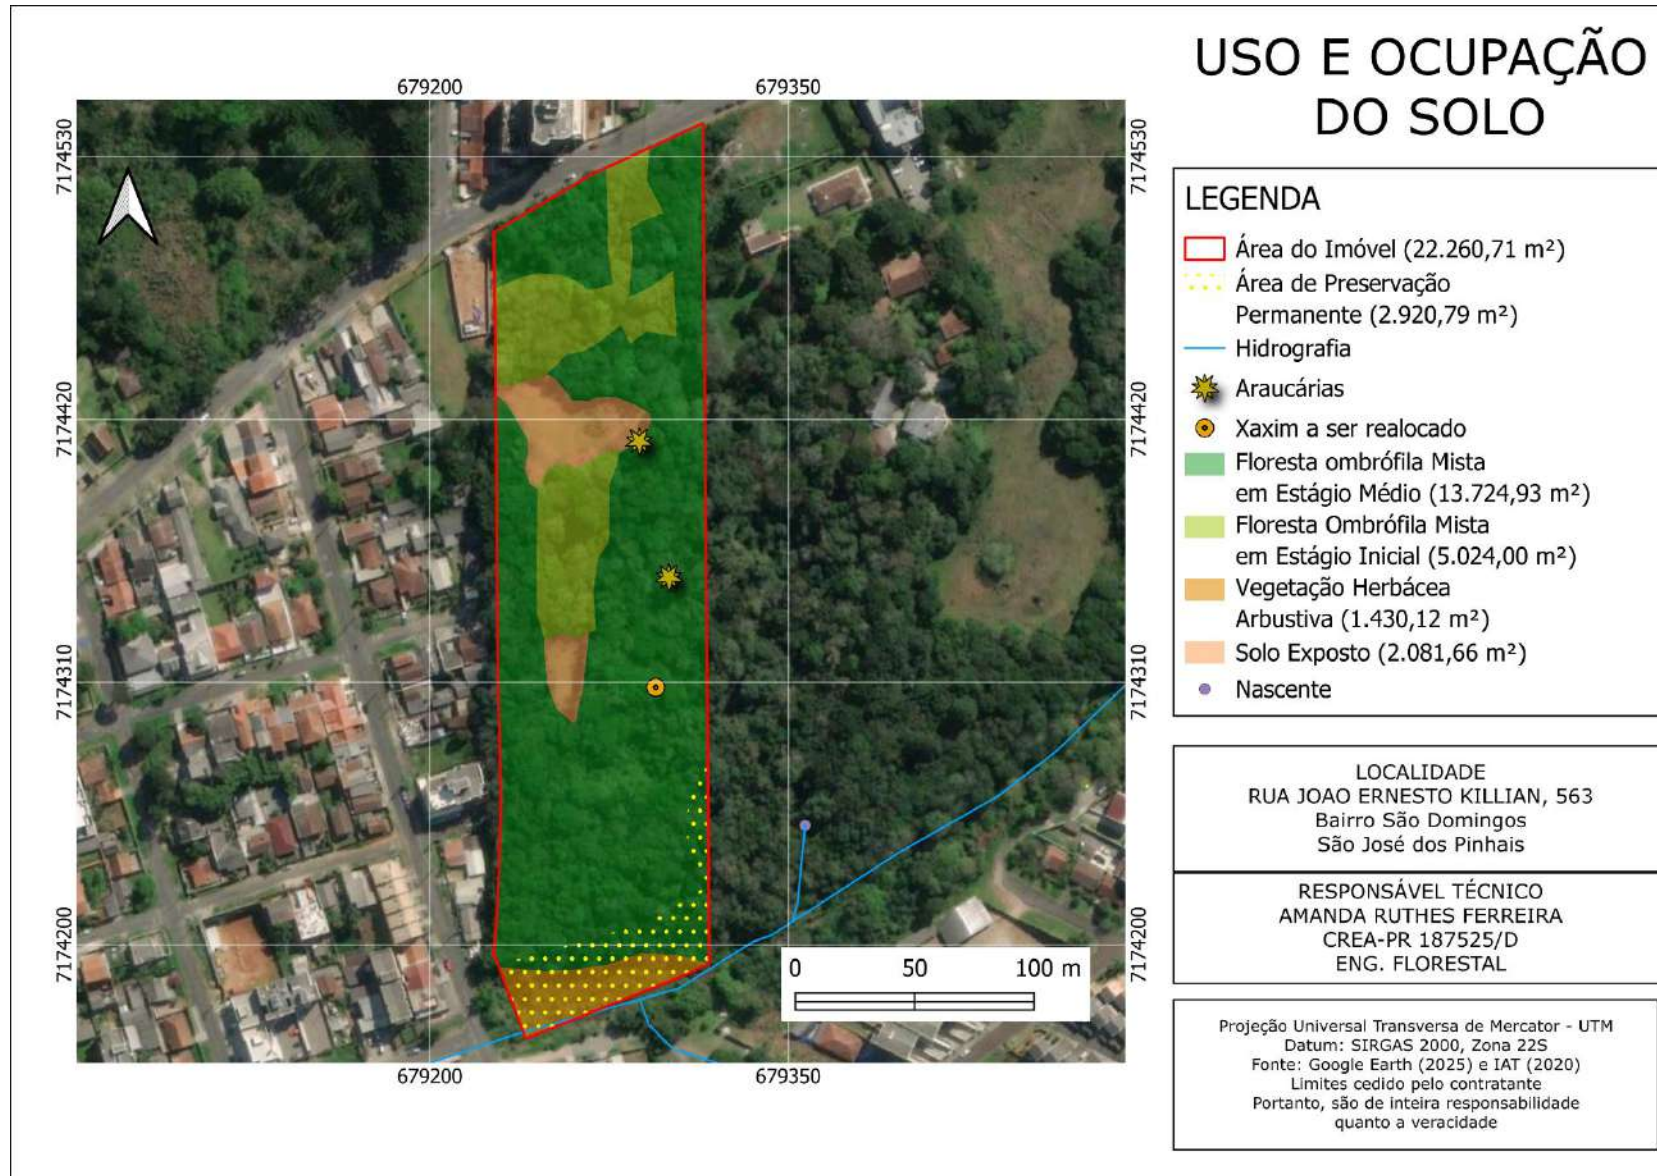 USO E OCUPAÇÃO
DO SOLO
679200
679350
7174530
7174530
7174420
7174420
7174310
7174310
7174200
7174200
0
50
100 m
679200
679350
LEGENDA
Área do Imóvel (22.260,71 m²)
Área de Preservação
Permanente (2.920,79 m²)
Hidrografia
Araucárias
Xaxim a ser realocado
Floresta ombrófila Mista
em Estágio Médio (13.724,93 m²)
Floresta Ombrófila Mista
em Estágio Inicial (5.024,00 m²)
Vegetação Herbácea
Arbustiva (1.430,12 m²)
Solo Exposto (2.081,66 m²)
Nascente
LOCALIDADE
RUA JOAO ERNESTO KILLIAN, 563
Bairro São Domingos
São José dos Pinhais
RESPONSÁVEL TÉCNICO
AMANDA RUTHES FERREIRA
CREA-PR 187525/D
ENG. FLORESTAL
Projeção Universal Transversa de Mercator - UTM
Datum: SIRGAS 2000, Zona 22S
Fonte: Google Earth (2025) e IAT (2020)
Limites cedido pelo contratante
Portanto, são de inteira responsabilidade
quanto a veracidade